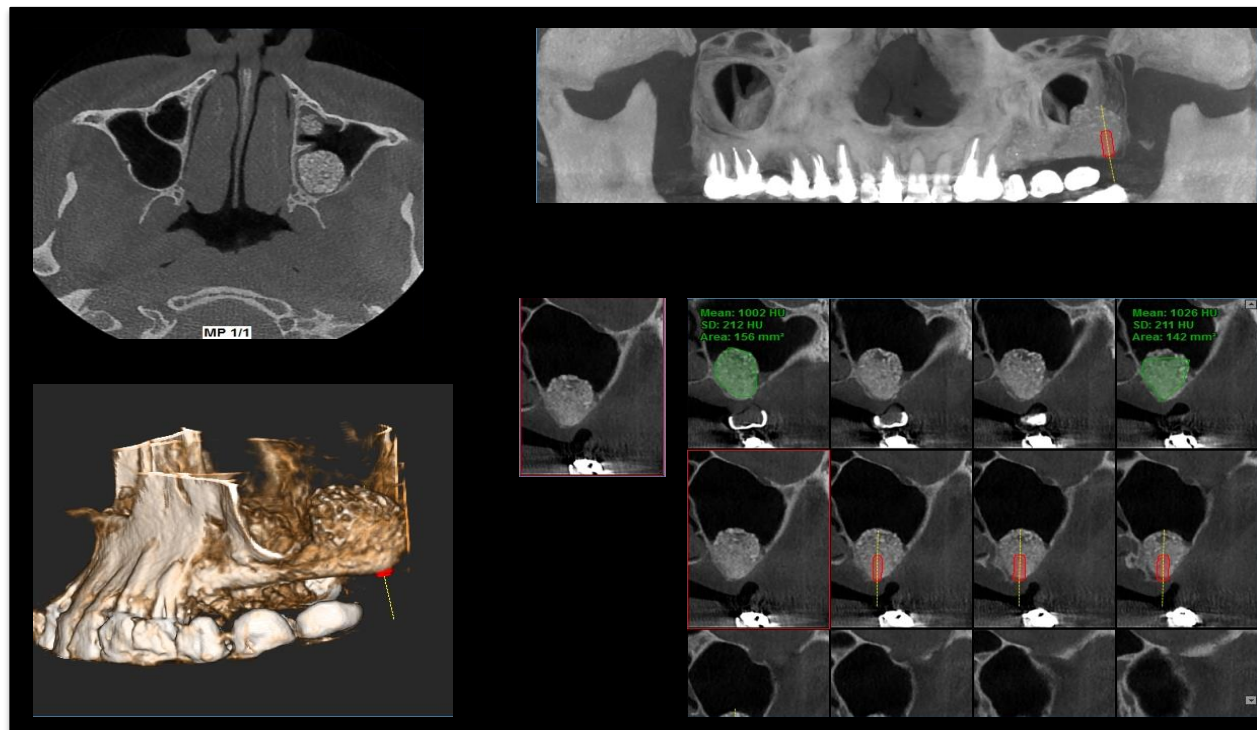 MP 1/1
Mean: 1002 HU
SD: 212 HU
Area: 156 mm²
Mean: 1026 HU
SD: 211 HU
Area: 142 mm²